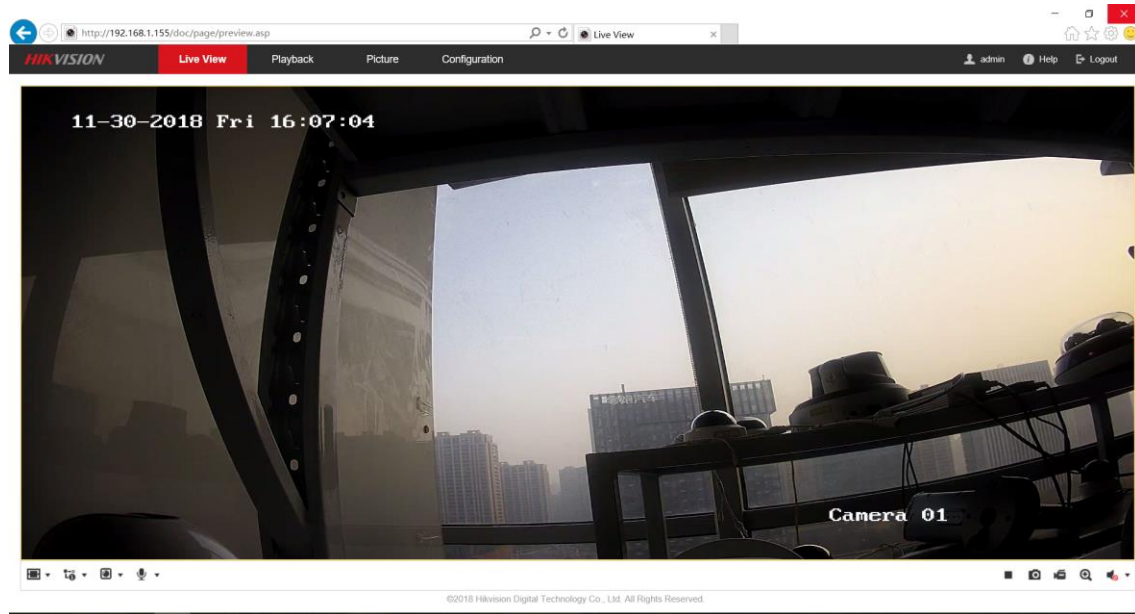 http://192.168.1.155/doc/page/preview.asp
Live View
HIKVISION
Live View
Playback
Picture
Configuration
admin
Help
Logout
11-30-2018 Fri 16:07:04
Camera 01
©2018 Hikvision Digital Technology Co., Ltd. All Rights Reserved.